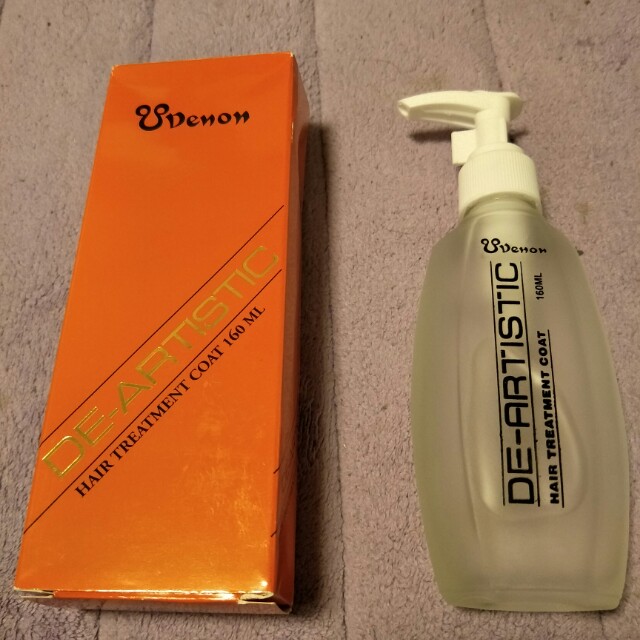 Venon
DE-ARTISTIC
HAIR TREATMENT COAT 160 ML
Venon
DE-ARTISTIC
160ML
HAIR TREATMENT COAT